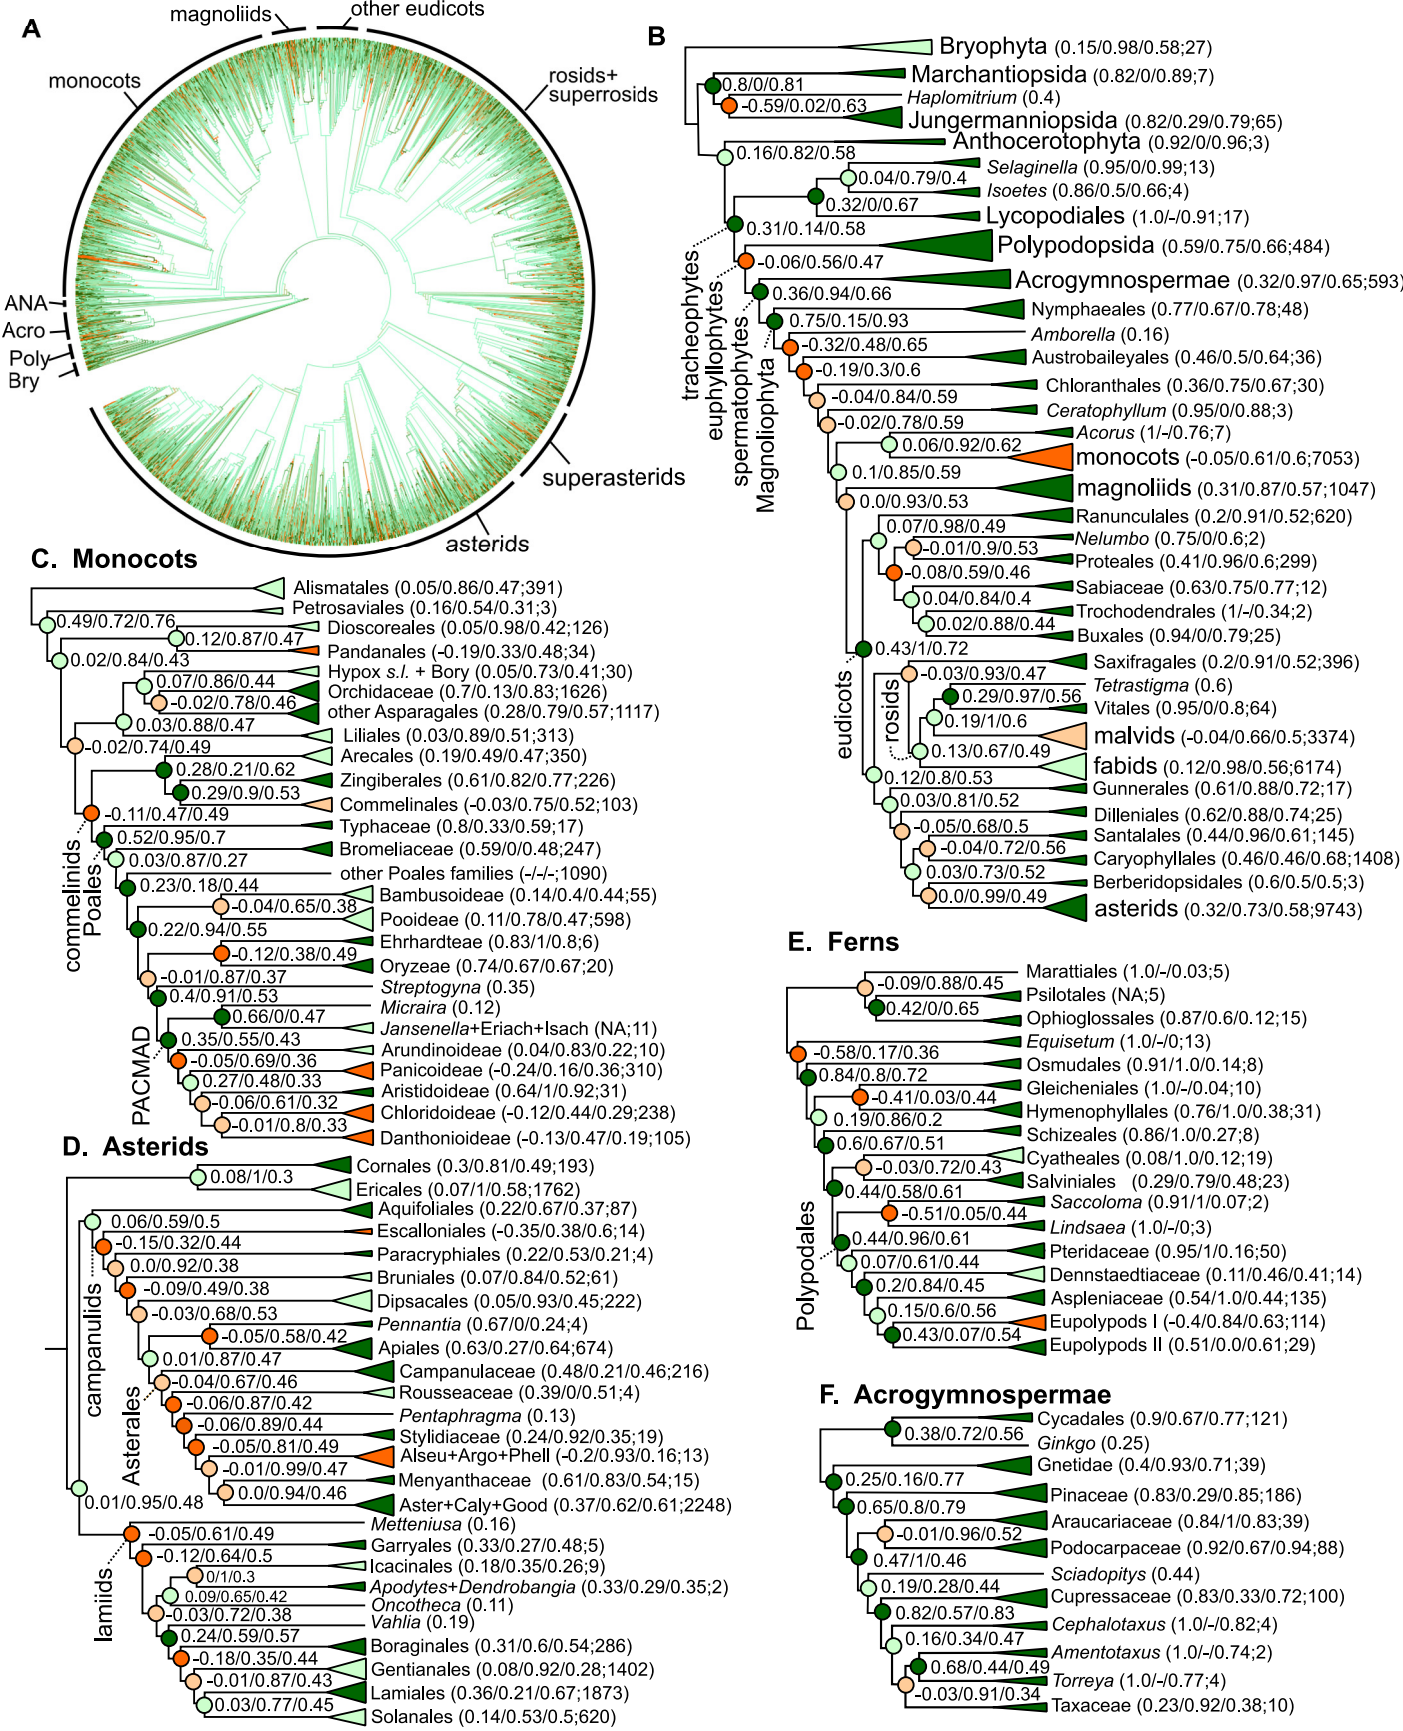 A
magnoliids
other eudicots
monocots
rosids+
superrosids
ANA
Acro
Poly
Bry
superasterids
asterids
B
Bryophyta (0.15/0.98/0.58;27)
Marchantiopsida (0.82/0/0.89;7)
0.8/0/0.81
Haplomitrium (0.4)
-0.59/0.02/0.63
Jungermanniopsida (0.82/0.29/0.79;65)
Anthocerotophyta (0.92/0/0.96;3)
0.16/0.82/0.58
Selaginella (0.95/0/0.99;13)
0.04/0.79/0.4
Isoetes (0.86/0.5/0.66;4)
0.32/0/0.67
Lycopodiales (1.0/-/0.91;17)
0.31/0.14/0.58
Polypodopsida (0.59/0.75/0.66;484)
-0.06/0.56/0.47
Acrogymnospermae (0.32/0.97/0.65;593)
0.36/0.94/0.66
Nymphaeales (0.77/0.67/0.78;48)
0.75/0.15/0.93
Amborella (0.16)
-0.32/0.48/0.65
Austrobaileyales (0.46/0.5/0.64;36)
-0.19/0.3/0.6
Chloranthales (0.36/0.75/0.67;30)
-0.04/0.84/0.59
Ceratophyllum (0.95/0/0.88;3)
-0.02/0.78/0.59
Acorus (1/-/0.76;7)
0.06/0.92/0.62
monocots (-0.05/0.61/0.6;7053)
0.1/0.85/0.59
magnoliids (0.31/0.87/0.57;1047)
0.0/0.93/0.53
Ranunculales (0.2/0.91/0.52;620)
0.07/0.98/0.49
Nelumbo (0.75/0/0.6;2)
-0.01/0.9/0.53
Proteales (0.41/0.96/0.6;299)
-0.08/0.59/0.46
Sabiaceae (0.63/0.75/0.77;12)
0.04/0.84/0.4
Trochodendrales (1/-/0.34;2)
0.02/0.88/0.44
Buxales (0.94/0/0.79;25)
0.43/1/0.72
Saxifragales (0.2/0.91/0.52;396)
-0.03/0.93/0.47
Tetrastigma (0.6)
0.29/0.97/0.56
Vitales (0.95/0/0.8;64)
0.19/1/0.6
malvids (-0.04/0.66/0.5;3374)
0.13/0.67/0.49
fabids (0.12/0.98/0.56;6174)
0.12/0.8/0.53
Gunnerales (0.61/0.88/0.72;17)
0.03/0.81/0.52
Dilleniales (0.62/0.88/0.74;25)
-0.05/0.68/0.5
Santalales (0.44/0.96/0.61;145)
-0.04/0.72/0.56
Caryophyllales (0.46/0.46/0.68;1408)
0.03/0.73/0.52
Berberidopsidales (0.6/0.5/0.5;3)
0.0/0.99/0.49
asterids (0.32/0.73/0.58;9743)
tracheophytes
euphyllophytes
spermatophytes
Magnoliophyta
eudicots
rosids
C. Monocots
Alismatales (0.05/0.86/0.47;391)
Petrosaviales (0.16/0.54/0.31;3)
0.49/0.72/0.76
Dioscoreales (0.05/0.98/0.42;126)
0.12/0.87/0.47
Pandanales (-0.19/0.33/0.48;34)
0.02/0.84/0.43
Hypox s.l. + Bory (0.05/0.73/0.41;30)
0.07/0.86/0.44
Orchidaceae (0.7/0.13/0.83;1626)
-0.02/0.78/0.46
other Asparagales (0.28/0.79/0.57;1117)
0.03/0.88/0.47
Liliales (0.03/0.89/0.51;313)
-0.02/0.74/0.49
Arecales (0.19/0.49/0.47;350)
0.28/0.21/0.62
Zingiberales (0.61/0.82/0.77;226)
0.29/0.9/0.53
Commelinales (-0.03/0.75/0.52;103)
-0.11/0.47/0.49
Typhaceae (0.8/0.33/0.59;17)
0.52/0.95/0.7
Bromeliaceae (0.59/0/0.48;247)
0.03/0.87/0.27
other Poales families (-/-/-;1090)
0.23/0.18/0.44
Bambusoideae (0.14/0.4/0.44;55)
-0.04/0.65/0.38
Pooideae (0.11/0.78/0.47;598)
0.22/0.94/0.55
Ehrhardteae (0.83/1/0.8;6)
-0.12/0.38/0.49
Oryzeae (0.74/0.67/0.67;20)
-0.01/0.87/0.37
Streptogyna (0.35)
0.4/0.91/0.53
Micraira (0.12)
0.66/0/0.47
Jansenella+Eriach+Isach (NA;11)
0.35/0.55/0.43
Arundinoideae (0.04/0.83/0.22;10)
-0.05/0.69/0.36
Panicoideae (-0.24/0.16/0.36;310)
0.27/0.48/0.33
Aristidoideae (0.64/1/0.92;31)
-0.06/0.61/0.32
Chloridoideae (-0.12/0.44/0.29;238)
-0.01/0.8/0.33
Danthonioideae (-0.13/0.47/0.19;105)
commelinids
Poales
PACMAD
D. Asterids
Cornales (0.3/0.81/0.49;193)
0.08/1/0.3
Ericales (0.07/1/0.58;1762)
Aquifoliales (0.22/0.67/0.37;87)
0.06/0.59/0.5
Escalloniales (-0.35/0.38/0.6;14)
-0.15/0.32/0.44
Paracryphiales (0.22/0.53/0.21;4)
0.0/0.92/0.38
Bruniales (0.07/0.84/0.52;61)
-0.09/0.49/0.38
Dipsacales (0.05/0.93/0.45;222)
-0.03/0.68/0.53
Pennantia (0.67/0/0.24;4)
-0.05/0.58/0.42
Apiales (0.63/0.27/0.64;674)
0.01/0.87/0.47
Campanulaceae (0.48/0.21/0.46;216)
-0.04/0.67/0.46
Rousseaceae (0.39/0/0.51;4)
-0.06/0.87/0.42
Pentaphragma (0.13)
-0.06/0.89/0.44
Stylidiaceae (0.24/0.92/0.35;19)
-0.05/0.81/0.49
Alseu+Argo+Phell (-0.2/0.93/0.16;13)
-0.01/0.99/0.47
Menyanthaceae (0.61/0.83/0.54;15)
0.0/0.94/0.46
Aster+Caly+Good (0.37/0.62/0.61;2248)
0.01/0.95/0.48
Metteniusa (0.16)
-0.05/0.61/0.49
Garryales (0.33/0.27/0.48;5)
-0.12/0.64/0.5
Icacinales (0.18/0.35/0.26;9)
0/1/0.3
Apodytes+Dendrobangia (0.33/0.29/0.35;2)
0.09/0.65/0.42
Oncotheca (0.11)
-0.03/0.72/0.38
Vahlia (0.19)
0.24/0.59/0.57
Boraginales (0.31/0.6/0.54;286)
-0.18/0.35/0.44
Gentianales (0.08/0.92/0.28;1402)
-0.01/0.87/0.43
Lamiales (0.36/0.21/0.67;1873)
0.03/0.77/0.45
Solanales (0.14/0.53/0.5;620)
campanulids
Asterales
lamiids
E. Ferns
Marattiales (1.0/-/0.03;5)
-0.09/0.88/0.45
Psilotales (NA;5)
0.42/0/0.65
Ophioglossales (0.87/0.6/0.12;15)
Equisetum (1.0/-/0;13)
-0.58/0.17/0.36
Osmudales (0.91/1.0/0.14;8)
0.84/0.8/0.72
Gleicheniales (1.0/-/0.04;10)
-0.41/0.03/0.44
Hymenophyllales (0.76/1.0/0.38;31)
0.19/0.86/0.2
Schizeales (0.86/1.0/0.27;8)
0.6/0.67/0.51
Cyatheales (0.08/1.0/0.12;19)
-0.03/0.72/0.43
Salviniales (0.29/0.79/0.48;23)
0.44/0.58/0.61
Saccoloma (0.91/1/0.07;2)
-0.51/0.05/0.44
Lindsaea (1.0/-/0;3)
0.44/0.96/0.61
Pteridaceae (0.95/1/0.16;50)
0.07/0.61/0.44
Dennstaedtiaceae (0.11/0.46/0.41;14)
0.2/0.84/0.45
Aspleniaceae (0.54/1.0/0.44;135)
0.15/0.6/0.56
Eupolypods I (-0.4/0.84/0.63;114)
0.43/0.07/0.54
Eupolypods II (0.51/0.0/0.61;29)
Polypodales
F. Acrogymnospermae
Cycadales (0.9/0.67/0.77;121)
0.38/0.72/0.56
Ginkgo (0.25)
Gnetidae (0.4/0.93/0.71;39)
0.25/0.16/0.77
Pinaceae (0.83/0.29/0.85;186)
0.65/0.8/0.79
Araucariaceae (0.84/1/0.83;39)
-0.01/0.96/0.52
Podocarpaceae (0.92/0.67/0.94;88)
0.47/1/0.46
Sciadopitys (0.44)
0.19/0.28/0.44
Cupressaceae (0.83/0.33/0.72;100)
0.82/0.57/0.83
Cephalotaxus (1.0/-/0.82;4)
0.16/0.34/0.47
Amentotaxus (1.0/-/0.74;2)
0.68/0.44/0.49
Torreya (1.0/-/0.77;4)
-0.03/0.91/0.34
Taxaceae (0.23/0.92/0.38;10)